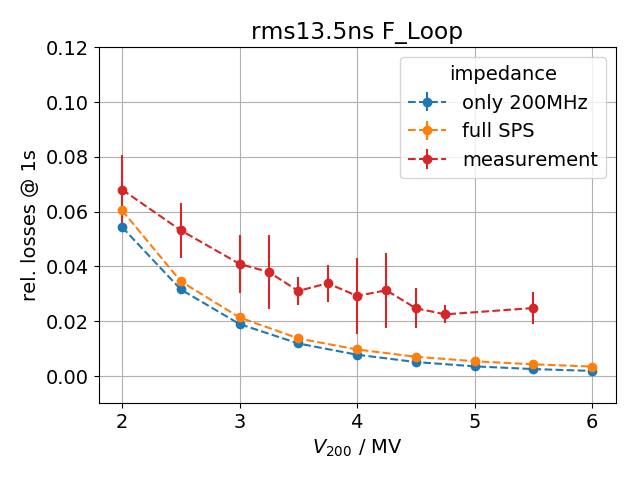 rms13.5ns F_Loop
0.12
0.10
0.08
0.06
0.04
0.02
0.00
rel. losses @ 1s
impedance
only 200MHz
full SPS
measurement
2 3 4 5 6
V₂₀₀ / MV